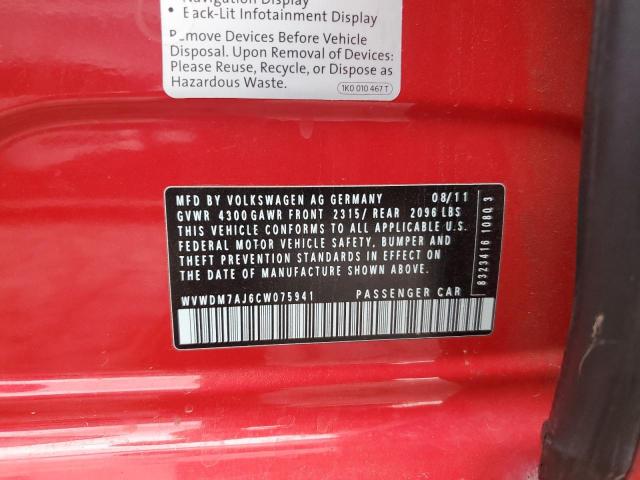 Navigation Display
• Back-Lit Infotainment Display
Remove Devices Before Vehicle
Disposal. Upon Removal of Devices:
Please Reuse, Recycle, or Dispose as
Hazardous Waste.
1K0 010 467 T
MFD BY VOLKSWAGEN AG GERMANY 08/11
GVWR 4300 GAWR FRONT 2315/ REAR 2096 LBS
THIS VEHICLE CONFORMS TO ALL APPLICABLE U.S.
FEDERAL MOTOR VEHICLE SAFETY, BUMPER AND
THEFT PREVENTION STANDARDS IN EFFECT ON
THE DATE OF MANUFACTURE SHOWN ABOVE.
WVWDM7AJ6CW075941 PASSENGER CAR
8323416 1080 3